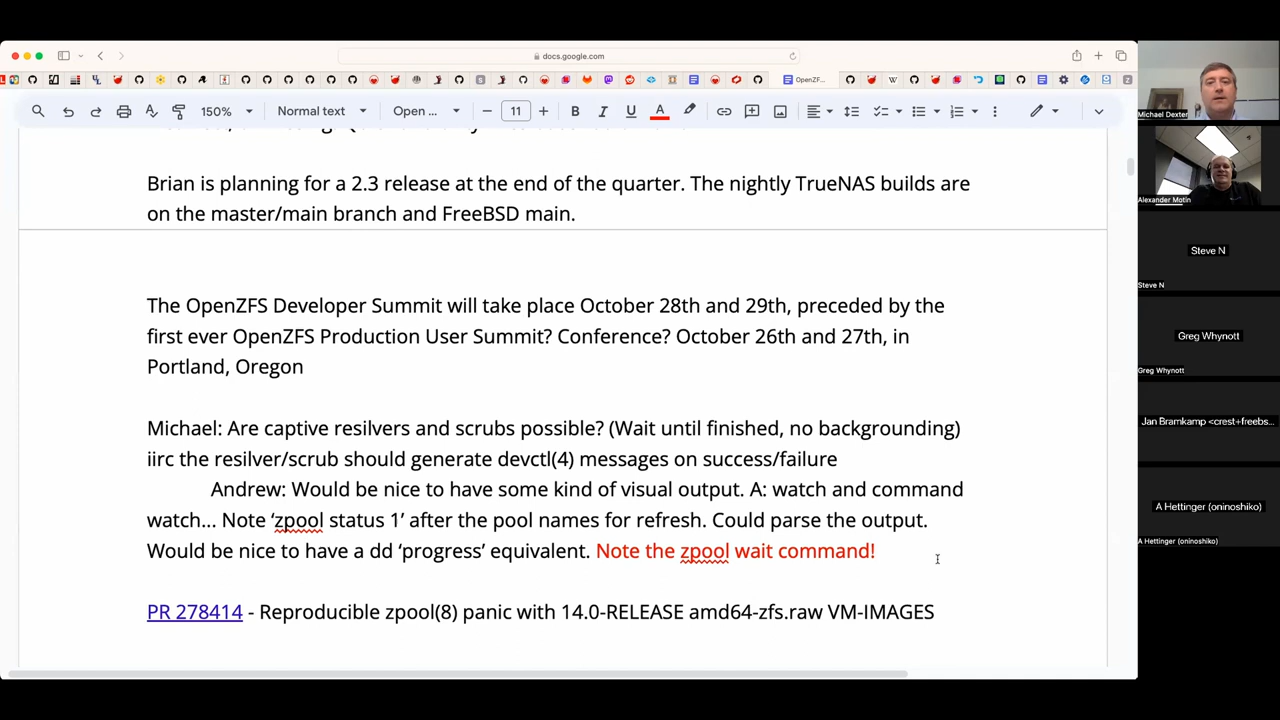 docs.google.com
OpenZF...
150%
Normal text
Open ...
11
Brian is planning for a 2.3 release at the end of the quarter. The nightly TrueNAS builds are
on the master/main branch and FreeBSD main.
The OpenZFS Developer Summit will take place October 28th and 29th, preceded by the
first ever OpenZFS Production User Summit? Conference? October 26th and 27th, in
Portland, Oregon
Michael: Are captive resilvers and scrubs possible? (Wait until finished, no backgrounding)
iirc the resilver/scrub should generate devctl(4) messages on success/failure
Andrew: Would be nice to have some kind of visual output. A: watch and command
watch... Note ‘zpool status 1’ after the pool names for refresh. Could parse the output.
Would be nice to have a dd ‘progress’ equivalent. Note the zpool wait command!
PR 278414 - Reproducible zpool(8) panic with 14.0-RELEASE amd64-zfs.raw VM-IMAGES
Michael Dexter
Alexander Motin
Steve N
Steve N
Greg Whynott
Greg Whynott
Jan Bramkamp <crest+freebs...
A Hettinger (oninoshiko)
A Hettinger (oninoshiko)